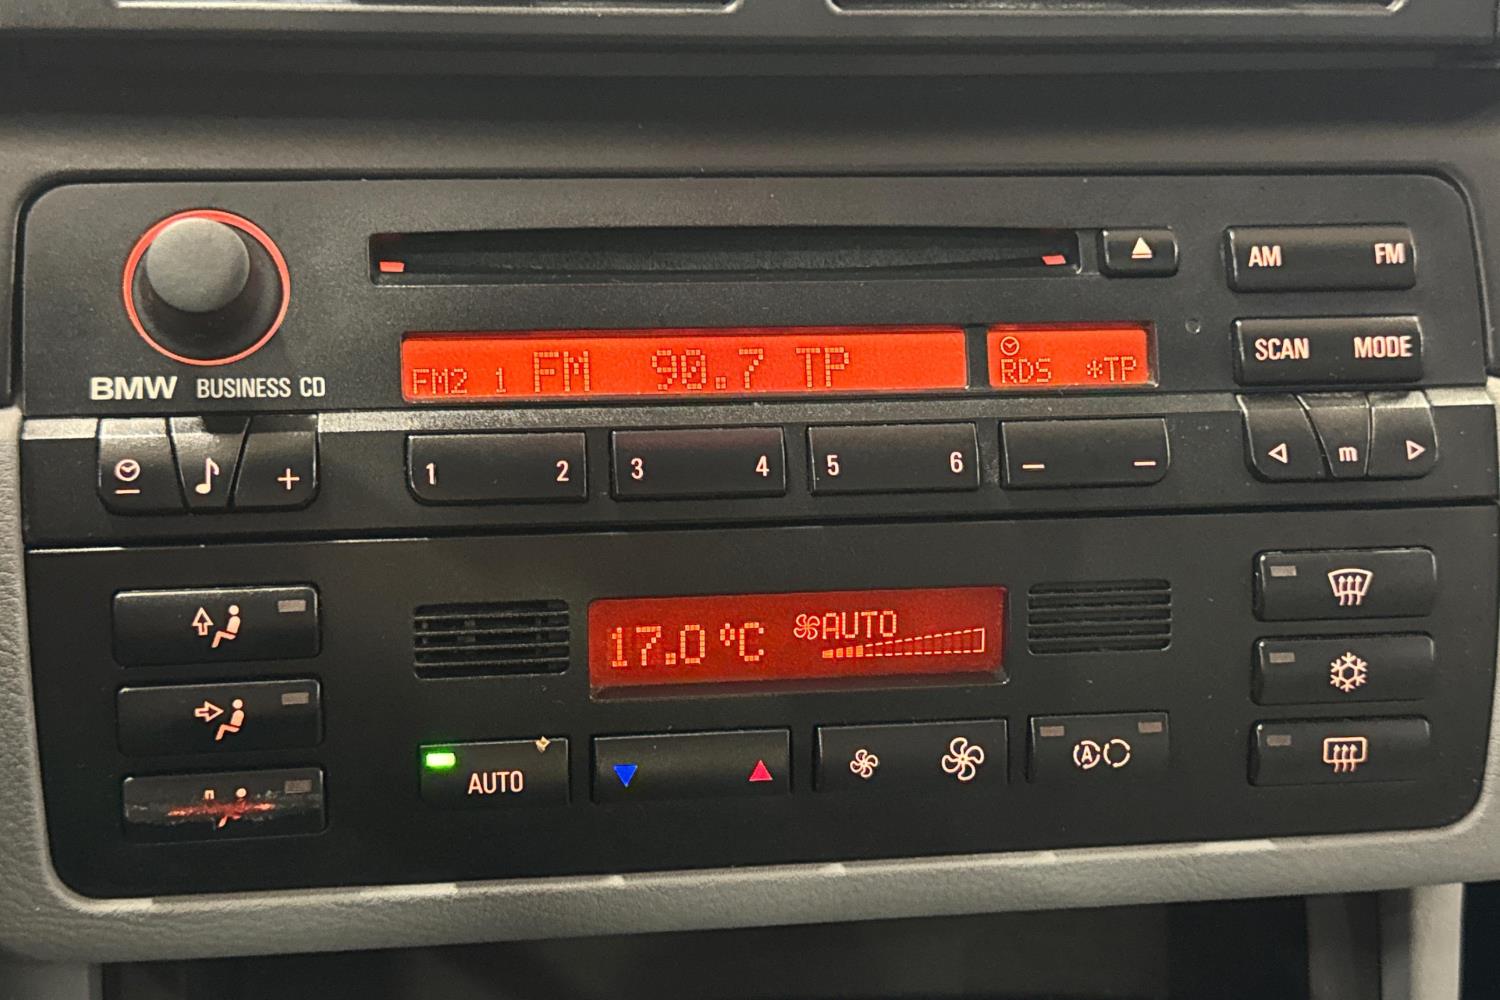 AM FM
FM2 1 FM 90.7 TP
RDS *TP
SCAN MODE
BMW BUSINESS CD
+
1 2 3 4 5 6 — —
m
17.0 °C AUTO
AUTO
A